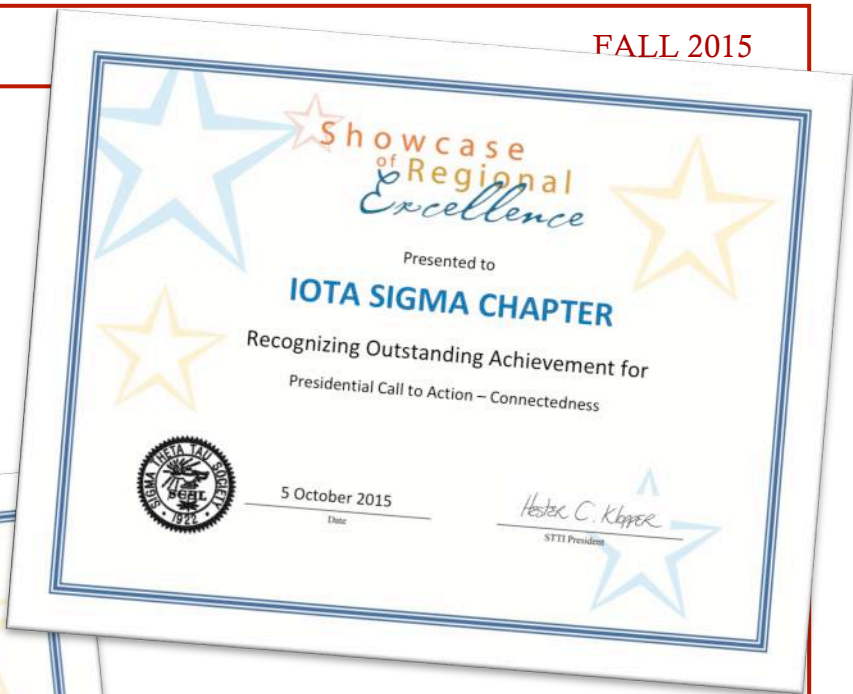 FALL 2015
Showcase
of Regional
Excellence
Presented to
IOTA SIGMA CHAPTER
Recognizing Outstanding Achievement for
Presidential Call to Action – Connectedness
SIGMA THETA TAU SOCIETY
SEAL
· 1922 ·
5 October 2015
Date
Hester C. Klopper
STTI President